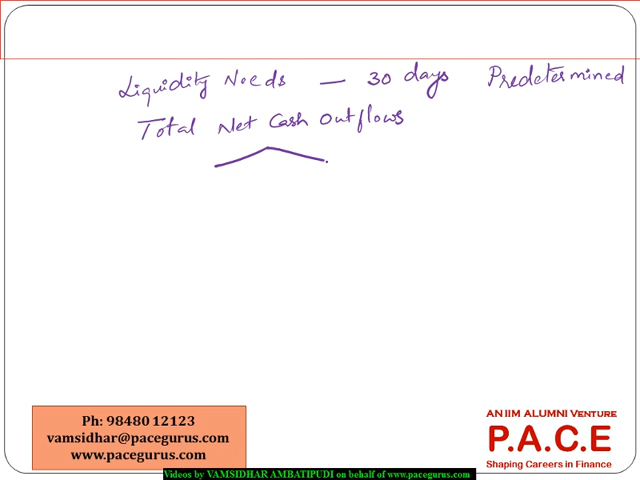 Liquidity Needs — 30 days Predetermined
Total Net Cash Outflows
Ph: 98480 12123
vamsidhar@pacegurus.com
www.pacegurus.com
AN IIM ALUMNI VENTURE
P.A.C.E
Shaping Careers in Finance
Videos by VAMSIDHAR AMBATIPUDI on behalf of www.pacegurus.com